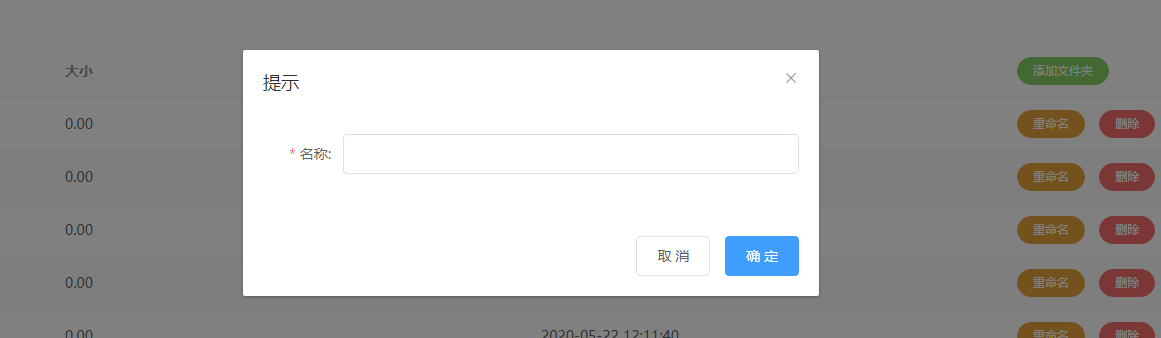 大小
添加文件夹
提示
0.00
重命名 删除
* 名称:
0.00
重命名 删除
0.00
重命名 删除
取 消 确 定
0.00
重命名 删除
0.00
2020-05-22 12:11:40
重命名 删除